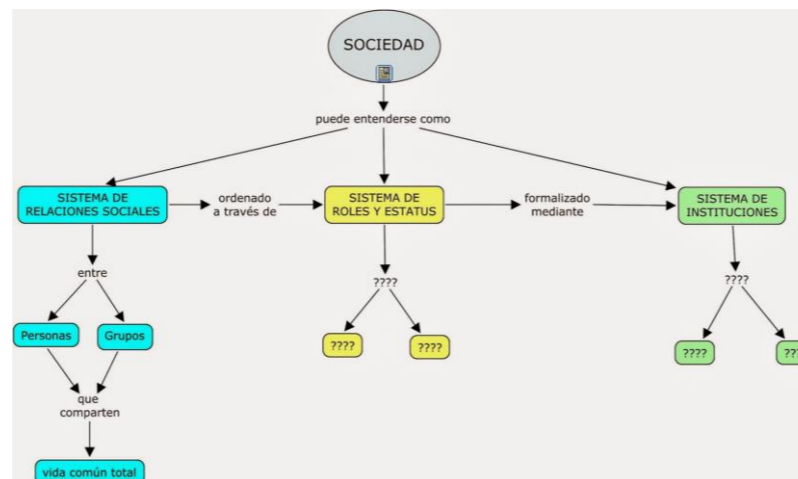 SOCIEDAD
puede entenderse como
SISTEMA DE
RELACIONES SOCIALES
ordenado
a través de
SISTEMA DE
ROLES Y ESTATUS
formalizado
mediante
SISTEMA DE
INSTITUCIONES
entre
????
????
Personas
Grupos
????
????
????
??
que
comparten
vida común total